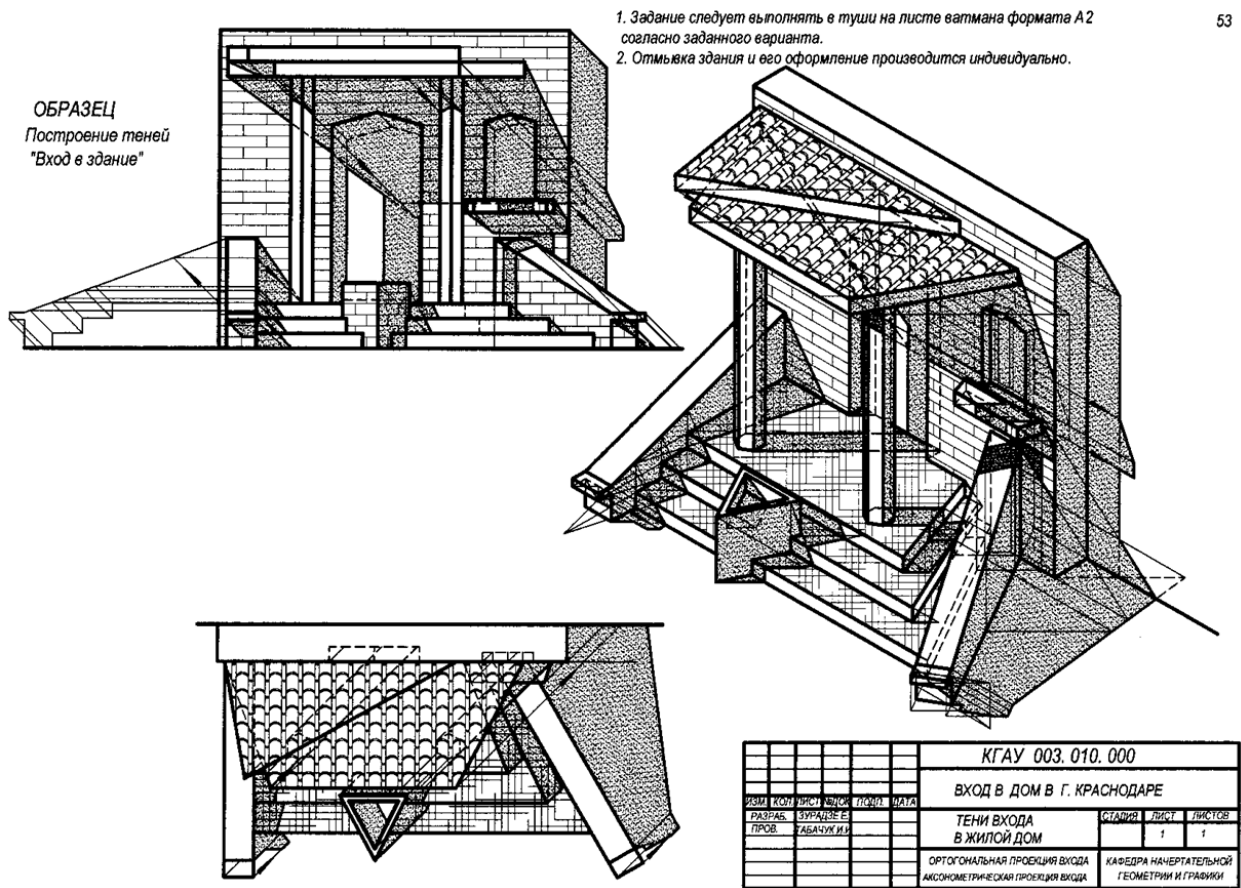 1. Задание следует выполнять в туши на листе ватмана формата А2
согласно заданного варианта.
2. Отмывка здания и его оформление производится индивидуально.
53
ОБРАЗЕЦ
Построение теней
"Вход в здание"
КГАУ 003. 010. 000
ВХОД В ДОМ В Г. КРАСНОДАРЕ
ИЗМ. КОЛ. ЛИСТ №ДОК ПОДП. ДАТА
РАЗРАБ. ЗУРАДЗЕ Е.
ПРОВ. ТАБАЧУК И.И
ТЕНИ ВХОДА
В ЖИЛОЙ ДОМ
СТАДИЯ ЛИСТ ЛИСТОВ
1 1
ОРТОГОНАЛЬНАЯ ПРОЕКЦИЯ ВХОДА
АКСОНОМЕТРИЧЕСКАЯ ПРОЕКЦИЯ ВХОДА
КАФЕДРА НАЧЕРТАТЕЛЬНОЙ
ГЕОМЕТРИИ И ГРАФИКИ